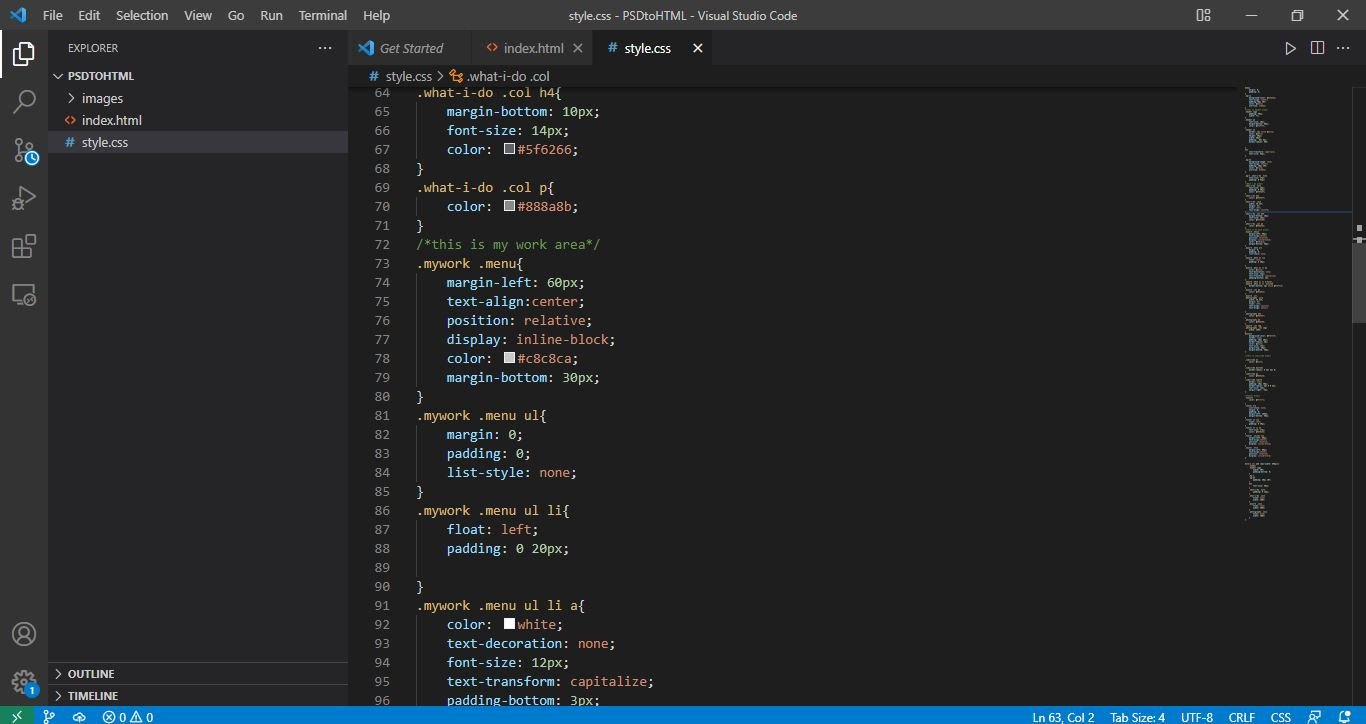 File Edit Selection View Go Run Terminal Help style.css - PSDtoHTML - Visual Studio Code
EXPLORER
PSDTOHTML
images
index.html
# style.css
OUTLINE
TIMELINE
Get Started index.html # style.css
# style.css > .what-i-do .col
64 .what-i-do .col h4{
65 margin-bottom: 10px;
66 font-size: 14px;
67 color: #5f6266;
68 }
69 .what-i-do .col p{
70 color: #888a8b;
71 }
72 /*this is my work area*/
73 .mywork .menu{
74 margin-left: 60px;
75 text-align:center;
76 position: relative;
77 display: inline-block;
78 color: #c8c8ca;
79 margin-bottom: 30px;
80 }
81 .mywork .menu ul{
82 margin: 0;
83 padding: 0;
84 list-style: none;
85 }
86 .mywork .menu ul li{
87 float: left;
88 padding: 0 20px;
89
90 }
91 .mywork .menu ul li a{
92 color: white;
93 text-decoration: none;
94 font-size: 12px;
95 text-transform: capitalize;
96 padding-bottom: 3px;
1
0 0 Ln 63, Col 2 Tab Size: 4 UTF-8 CRLF CSS